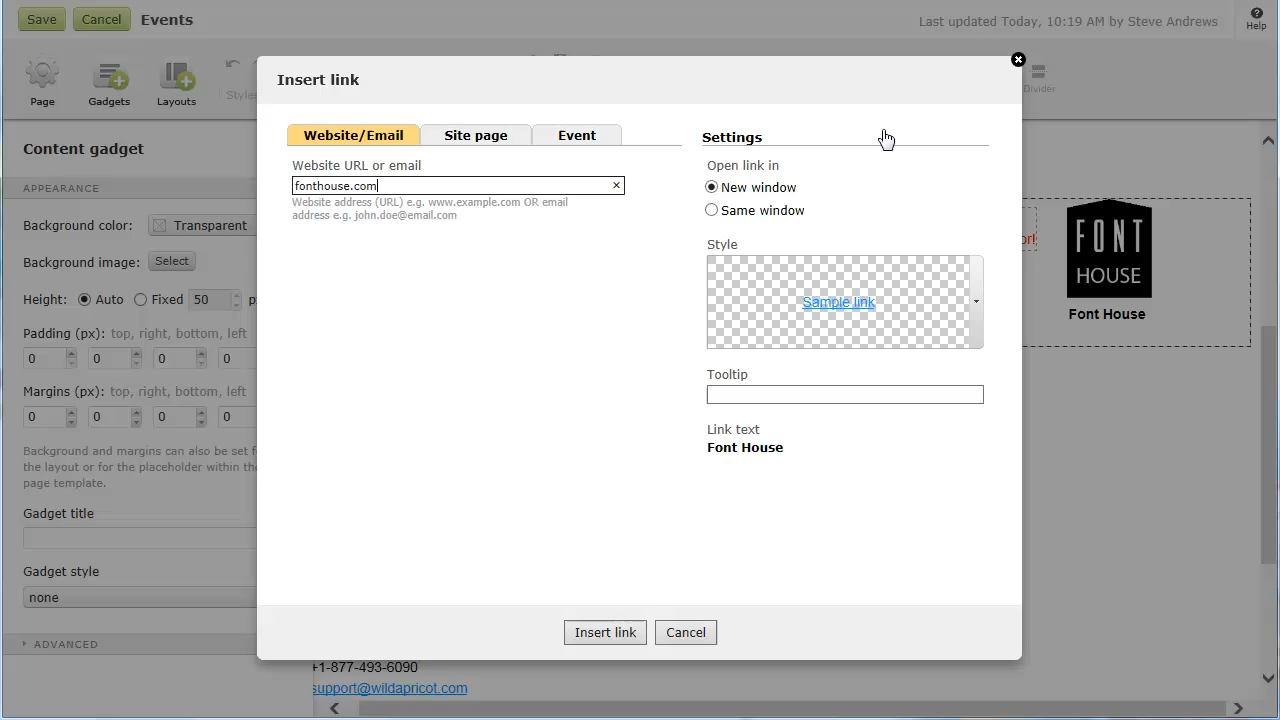 Save Cancel Events Last updated Today, 10:19 AM by Steve Andrews Help
Page Gadgets Layouts Styles Divider
Content gadget
APPEARANCE
Background color: Transparent
Background image: Select
Height: Auto Fixed 50
Padding (px): top, right, bottom, left
0 0 0 0
Margins (px): top, right, bottom, left
0 0 0 0
Background and margins can also be set
the layout or for the placeholder within the
page template.
Gadget title
Gadget style
none
ADVANCED
Insert link
Website/Email Site page Event
Website URL or email
fonthouse.com ×
Website address (URL) e.g. www.example.com OR email
address e.g. john.doe@email.com
Settings
Open link in
New window
Same window
Style
Sample link
Tooltip
Link text
Font House
Insert link Cancel
FONT
HOUSE
Font House
+1-877-493-6090
support@wildapricot.com